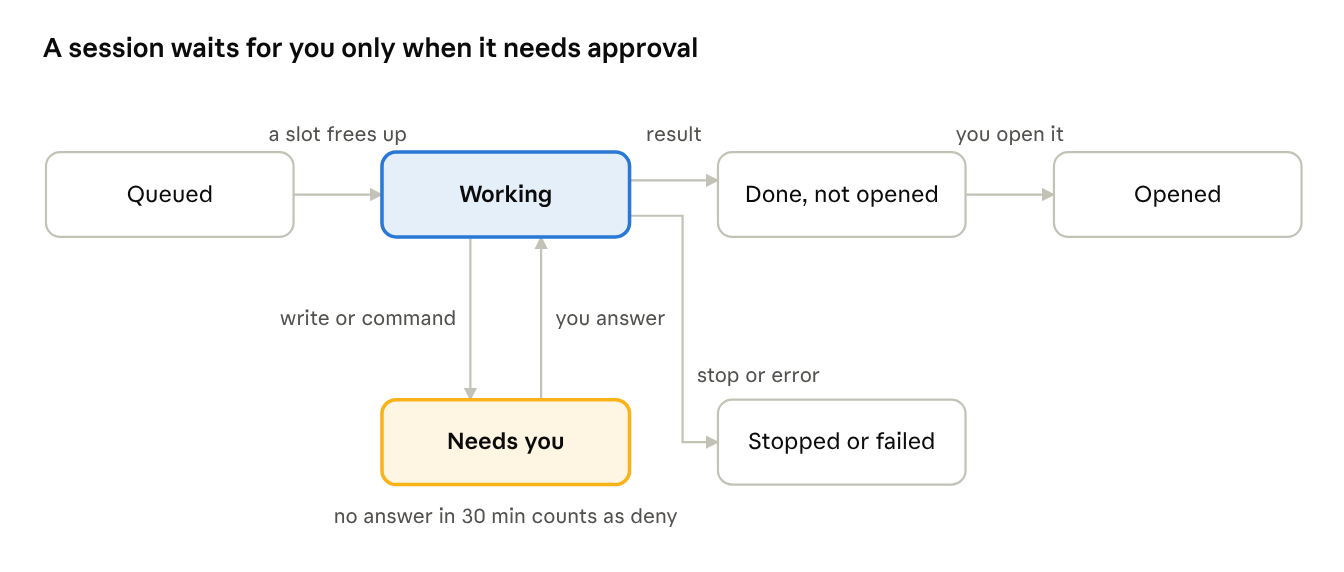 A session waits for you only when it needs approval
a slot frees up
result
you open it
Queued
Working
Done, not opened
Opened
write or command
you answer
stop or error
Needs you
Stopped or failed
no answer in 30 min counts as deny